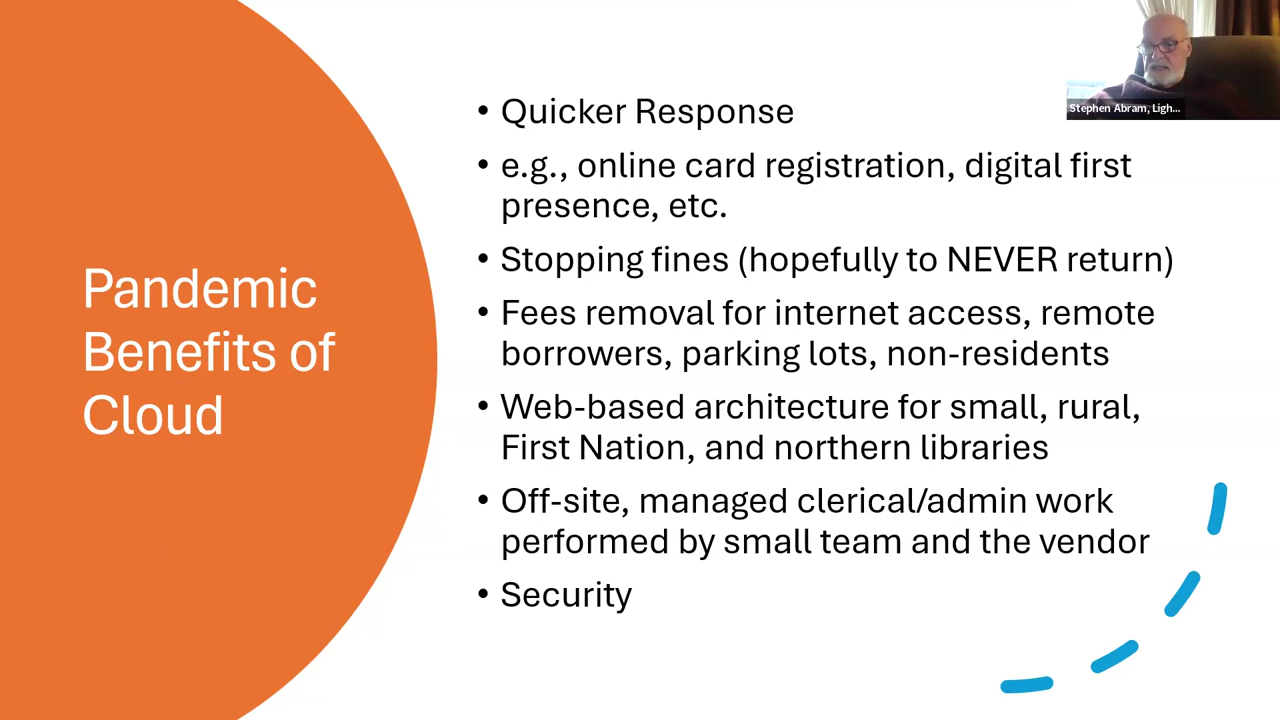 Pandemic
Benefits of
Cloud
• Quicker Response
• e.g., online card registration, digital first
presence, etc.
• Stopping fines (hopefully to NEVER return)
• Fees removal for internet access, remote
borrowers, parking lots, non-residents
• Web-based architecture for small, rural,
First Nation, and northern libraries
• Off-site, managed clerical/admin work
performed by small team and the vendor
• Security
Stephen Abram, Ligh...